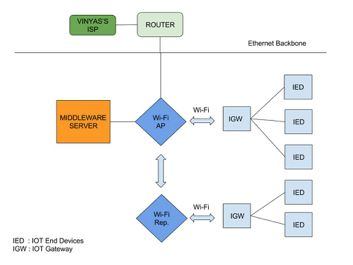 VINYAS'S
ISP
ROUTER
Ethernet Backbone
MIDDLEWARE
SERVER
Wi-Fi
AP
Wi-Fi
IGW
IED
IED
IED
Wi-Fi
Rep.
Wi-Fi
IGW
IED
IED
IED : IOT End Devices
IGW : IOT Gateway